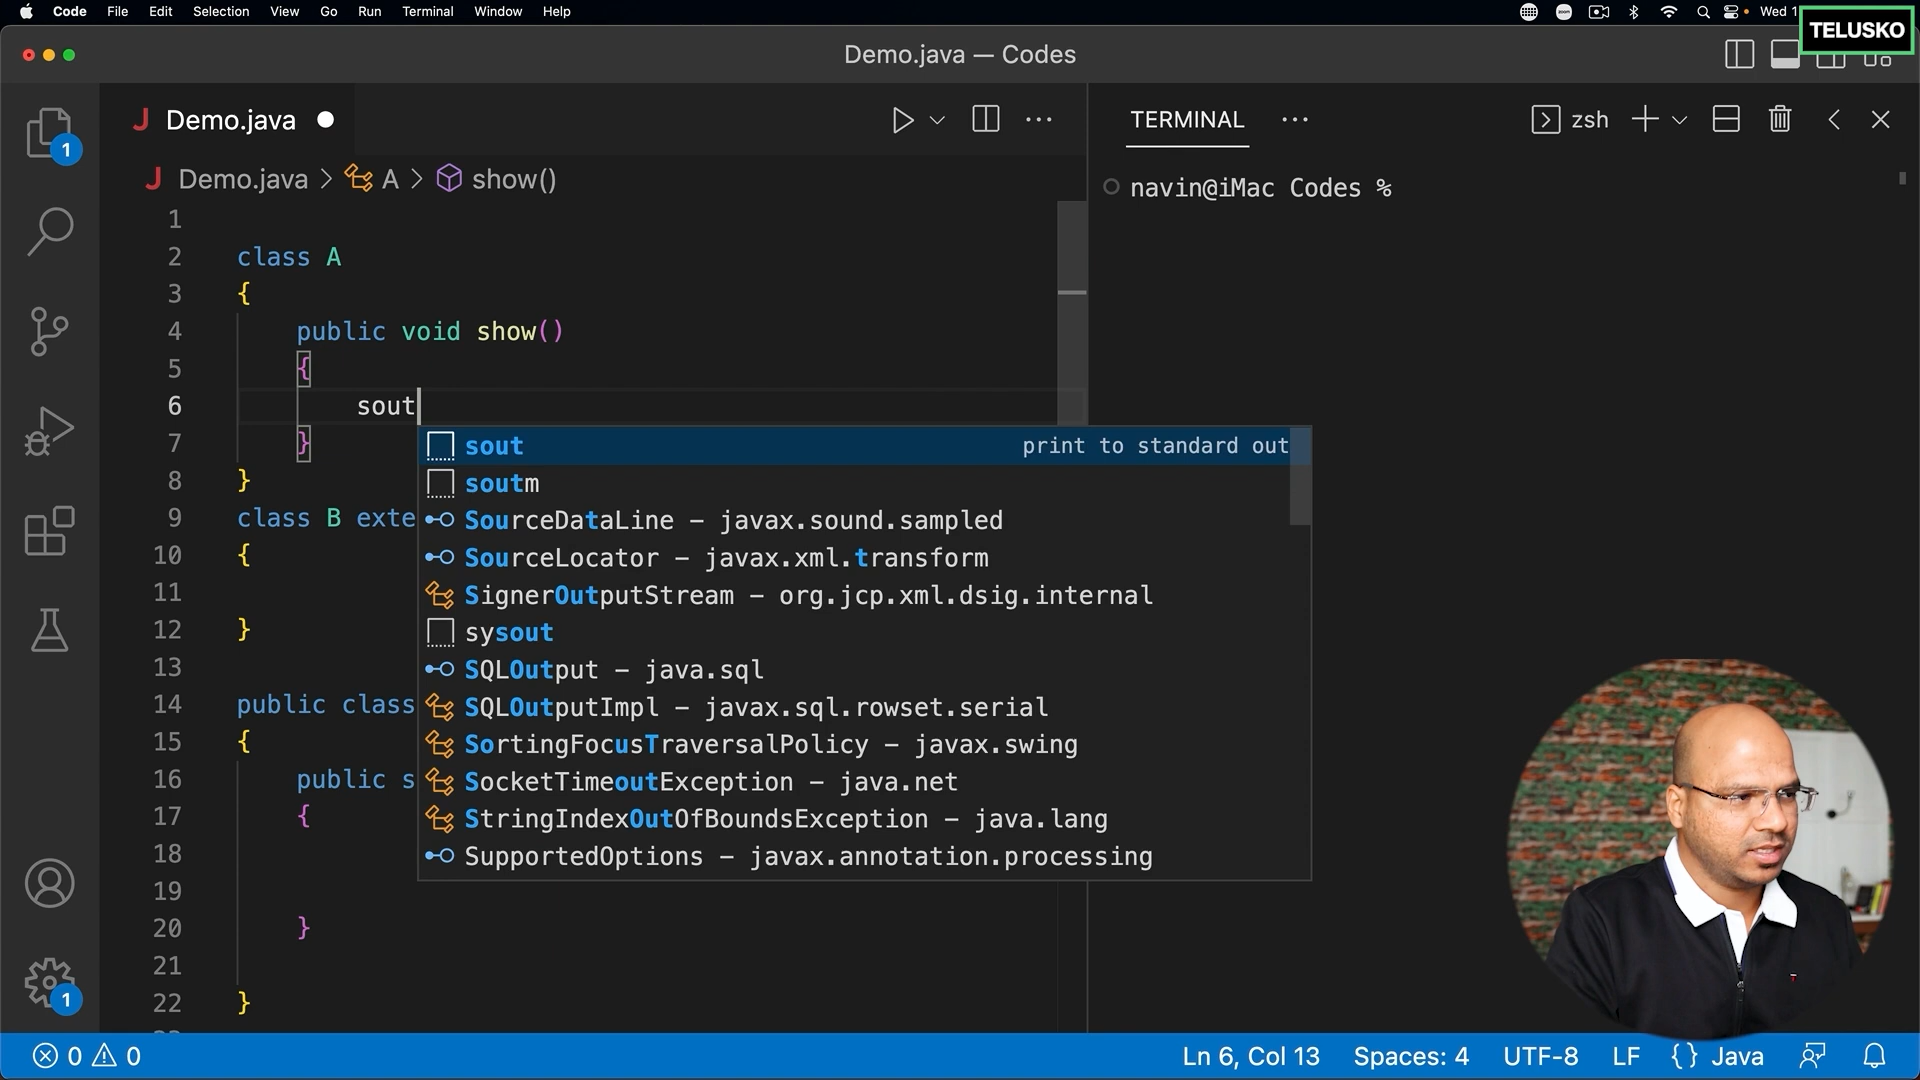 Code File Edit Selection View Go Run Terminal Window Help
zoom
Wed 1
TELUSKO
Demo.java — Codes
J Demo.java
TERMINAL
zsh
1
J Demo.java > A > show()
navin@iMac Codes %
1
2 class A
3 {
4 public void show()
5 {
6 sout
7 }
8 }
9 class B exte
10 {
11
12 }
13
14 public class
15 {
16 public s
17 {
18
19
20 }
21
22 }
sout print to standard out
soutm
SourceDataLine – javax.sound.sampled
SourceLocator – javax.xml.transform
SignerOutputStream – org.jcp.xml.dsig.internal
sysout
SQLOutput – java.sql
SQLOutputImpl – javax.sql.rowset.serial
SortingFocusTraversalPolicy – javax.swing
SocketTimeoutException – java.net
StringIndexOutOfBoundsException – java.lang
SupportedOptions – javax.annotation.processing
1
0 0
Ln 6, Col 13 Spaces: 4 UTF-8 LF {} Java